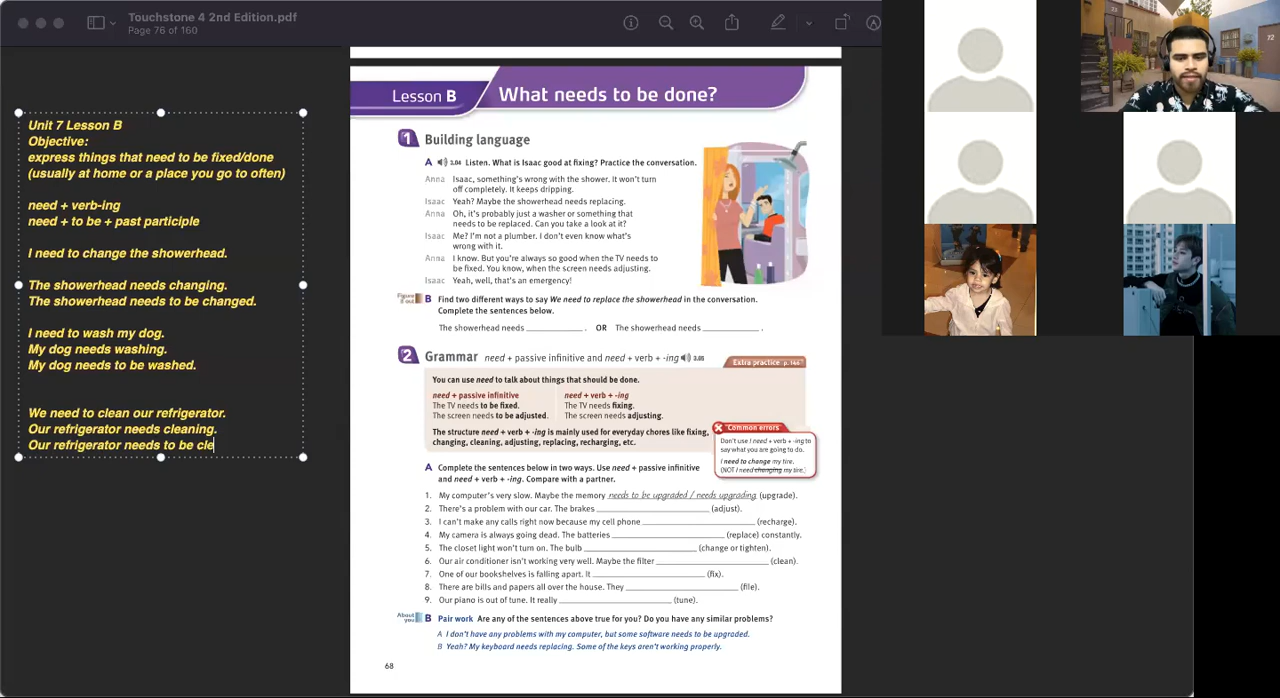 Touchstone 4 2nd Edition.pdf
Page 76 of 160
Unit 7 Lesson B
Objective:
express things that need to be fixed/done
(usually at home or a place you go to often)
need + verb-ing
need + to be + past participle
I need to change the showerhead.
The showerhead needs changing.
The showerhead needs to be changed.
I need to wash my dog.
My dog needs washing.
My dog needs to be washed.
We need to clean our refrigerator.
Our refrigerator needs cleaning.
Our refrigerator needs to be cle
Lesson B What needs to be done?
1 Building language
A 2.04 Listen. What is Isaac good at fixing? Practice the conversation.
Anna Isaac, something's wrong with the shower. It won't turn
off completely. It keeps dripping.
Isaac Yeah? Maybe the showerhead needs replacing.
Anna Oh, it's probably just a washer or something that
needs to be replaced. Can you take a look at it?
Isaac Me? I'm not a plumber. I don't even know what's
wrong with it.
Anna I know. But you're always so good when the TV needs to
be fixed. You know, when the screen needs adjusting.
Isaac Yeah, well, that's an emergency!
Figure it out
B Find two different ways to say We need to replace the showerhead in the conversation.
Complete the sentences below.
The showerhead needs ____________ . OR The showerhead needs ____________ .
2 Grammar need + passive infinitive and need + verb + -ing
Extra practice p. 146
You can use need to talk about things that should be done.
need + passive infinitive need + verb + -ing
The TV needs to be fixed. The TV needs fixing.
The screen needs to be adjusted. The screen needs adjusting.
The structure need + verb + -ing is mainly used for everyday chores like fixing,
changing, cleaning, adjusting, replacing, recharging, etc.
Common errors
Don't use I need + verb + -ing to
say what you are going to do.
I need to change my tire.
(NOT I need changing my tire.)
A Complete the sentences below in two ways. Use need + passive infinitive
and need + verb + -ing. Compare with a partner.
1. My computer's very slow. Maybe the memory needs to be upgraded / needs upgrading (upgrade).
2. There's a problem with our car. The brakes ____________ (adjust).
3. I can't make any calls right now because my cell phone ____________ (recharge).
4. My camera is always going dead. The batteries ____________ (replace) constantly.
5. The closet light won't turn on. The bulb ____________ (change or tighten).
6. Our air conditioner isn't working very well. Maybe the filter ____________ (clean).
7. One of our bookshelves is falling apart. It ____________ (fix).
8. There are bills and papers all over the house. They ____________ (file).
9. Our piano is out of tune. It really ____________ (tune).
About you
B Pair work Are any of the sentences above true for you? Do you have any similar problems?
A I don't have any problems with my computer, but some software needs to be upgraded.
B Yeah? My keyboard needs replacing. Some of the keys aren't working properly.
68